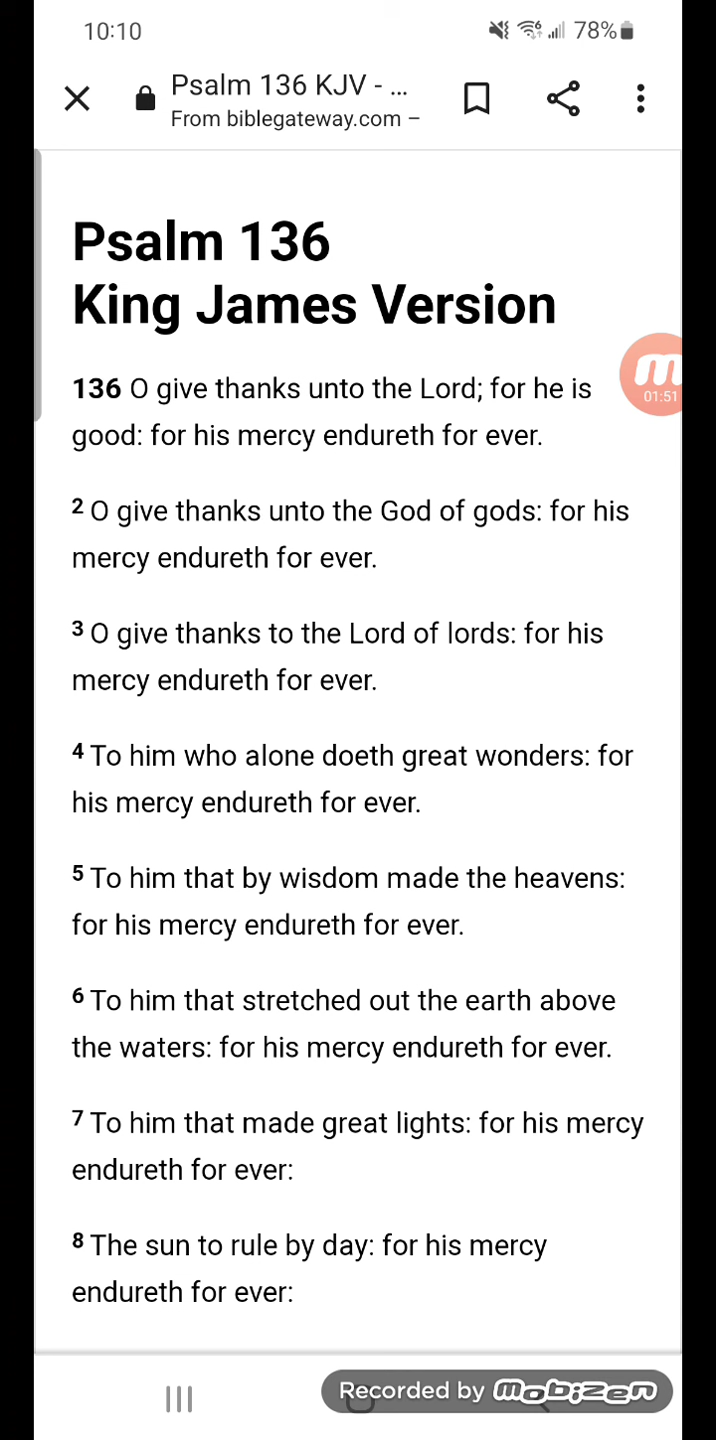 10:10
78%
Psalm 136 KJV - ...
From biblegateway.com –
Psalm 136
King James Version
136 O give thanks unto the Lord; for he is
good: for his mercy endureth for ever.
01:51
2 O give thanks unto the God of gods: for his
mercy endureth for ever.
3 O give thanks to the Lord of lords: for his
mercy endureth for ever.
4 To him who alone doeth great wonders: for
his mercy endureth for ever.
5 To him that by wisdom made the heavens:
for his mercy endureth for ever.
6 To him that stretched out the earth above
the waters: for his mercy endureth for ever.
7 To him that made great lights: for his mercy
endureth for ever:
8 The sun to rule by day: for his mercy
endureth for ever:
Recorded by mobizen